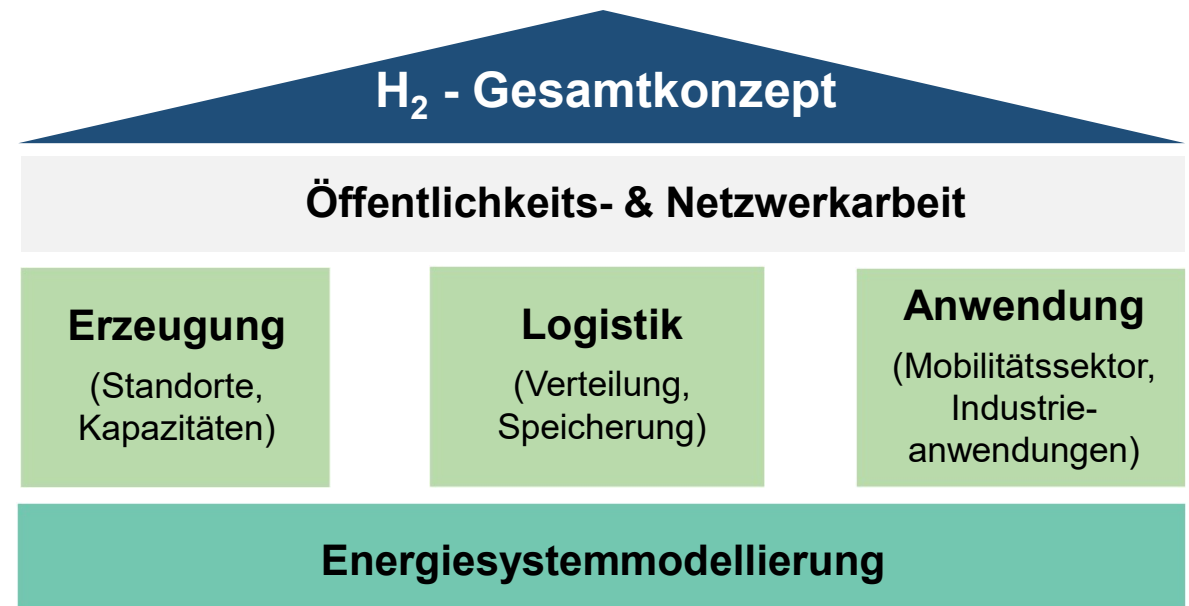 H₂ - Gesamtkonzept
Öffentlichkeits- & Netzwerkarbeit
Erzeugung
(Standorte,
Kapazitäten)
Logistik
(Verteilung,
Speicherung)
Anwendung
(Mobilitätssektor,
Industrie-
anwendungen)
Energiesystemmodellierung